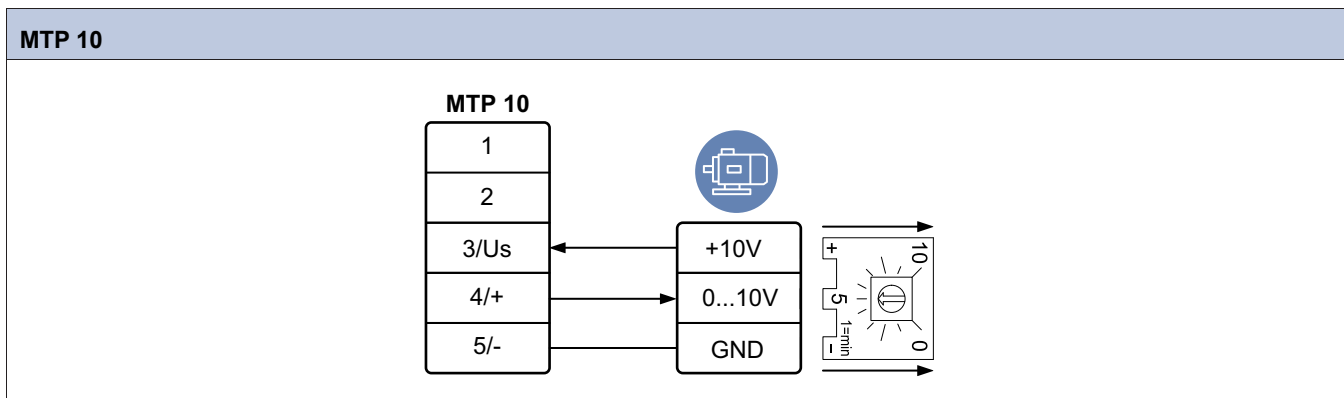 MTP 10
MTP 10
1
2
3/Us
4/+
5/-
+10V
0...10V
GND
+
10
5
1=min
-
0